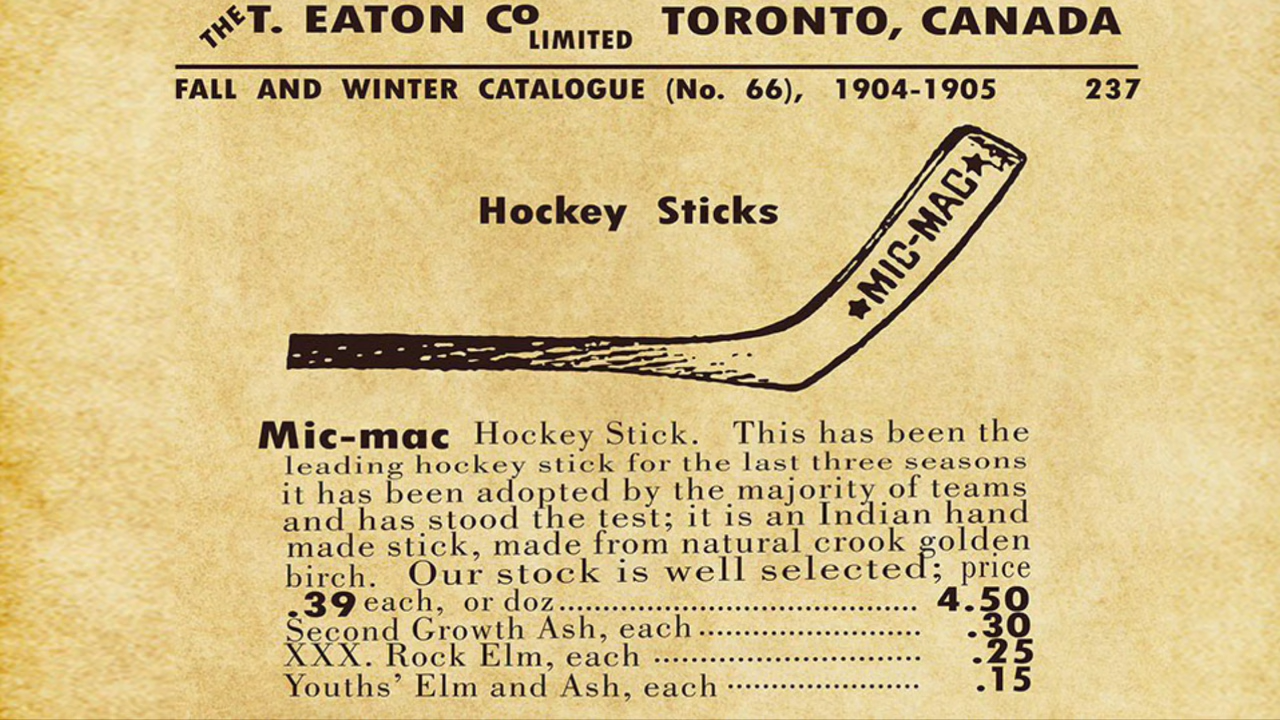 THE T. EATON CO LIMITED TORONTO, CANADA
FALL AND WINTER CATALOGUE (No. 66), 1904-1905 237
Hockey Sticks
★MIC-MAC★
Mic-mac Hockey Stick. This has been the
leading hockey stick for the last three seasons
it has been adopted by the majority of teams
and has stood the test; it is an Indian hand
made stick, made from natural crook golden
birch. Our stock is well selected; price
.39 each, or doz........................................ 4.50
Second Growth Ash, each........................ .30
XXX. Rock Elm, each ............................ .25
Youths' Elm and Ash, each .................... .15